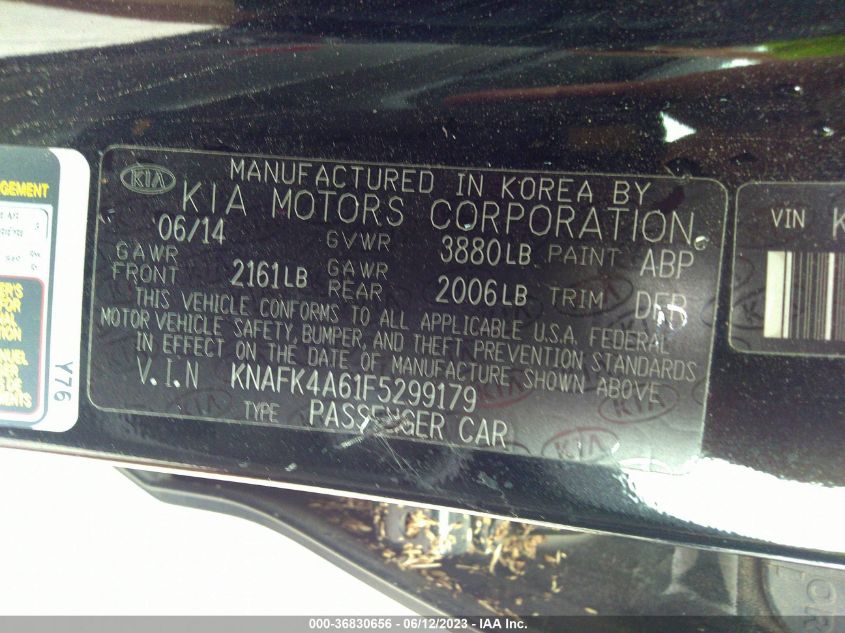 KIA
MANUFACTURED IN KOREA BY
KIA MOTORS CORPORATION
06/14 GVWR 3880LB PAINT ABP
GAWR FRONT 2161LB GAWR REAR 2006LB TRIM DFB
THIS VEHICLE CONFORMS TO ALL APPLICABLE U.S.A. FEDERAL
MOTOR VEHICLE SAFETY, BUMPER, AND THEFT PREVENTION STANDARDS
IN EFFECT ON THE DATE OF MANUFACTURE SHOWN ABOVE
V.I.N KNAFK4A61F5299179
TYPE PASSENGER CAR
KIA
VIN K
Y76
000-36830656 - 06/12/2023 - IAAI, Inc.